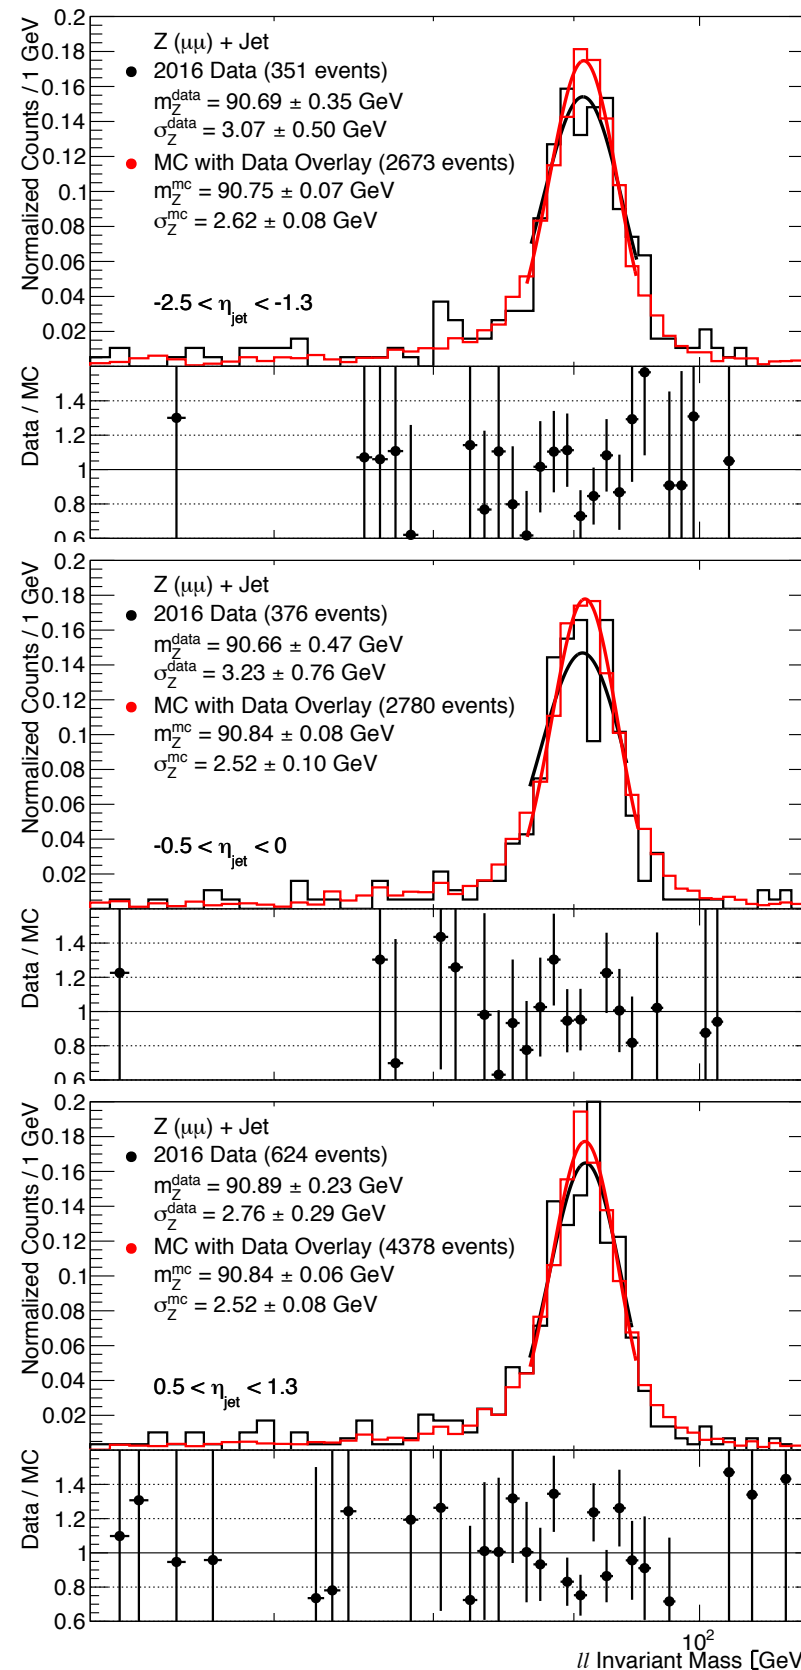 0.2
Z (μμ) + Jet
0.18
2016 Data (351 events)
m_Z^data = 90.69 ± 0.35 GeV
0.16
σ_Z^data = 3.07 ± 0.50 GeV
0.14
MC with Data Overlay (2673 events)
0.12
m_Z^mc = 90.75 ± 0.07 GeV
0.1
σ_Z^mc = 2.62 ± 0.08 GeV
0.08
0.06
0.04
-2.5 < η_jet < -1.3
0.02
Normalized Counts / 1 GeV
Data / MC
1.4
1.2
1
0.8
0.6
0.2
Z (μμ) + Jet
0.18
2016 Data (376 events)
m_Z^data = 90.66 ± 0.47 GeV
0.16
σ_Z^data = 3.23 ± 0.76 GeV
0.14
MC with Data Overlay (2780 events)
0.12
m_Z^mc = 90.84 ± 0.08 GeV
0.1
σ_Z^mc = 2.52 ± 0.10 GeV
0.08
0.06
0.04
-0.5 < η_jet < 0
0.02
Normalized Counts / 1 GeV
Data / MC
1.4
1.2
1
0.8
0.6
0.2
Z (μμ) + Jet
0.18
2016 Data (624 events)
m_Z^data = 90.89 ± 0.23 GeV
0.16
σ_Z^data = 2.76 ± 0.29 GeV
0.14
MC with Data Overlay (4378 events)
0.12
m_Z^mc = 90.84 ± 0.06 GeV
0.1
σ_Z^mc = 2.52 ± 0.08 GeV
0.08
0.06
0.04
0.5 < η_jet < 1.3
0.02
Normalized Counts / 1 GeV
Data / MC
1.4
1.2
1
0.8
0.6
10^2
ll Invariant Mass [GeV